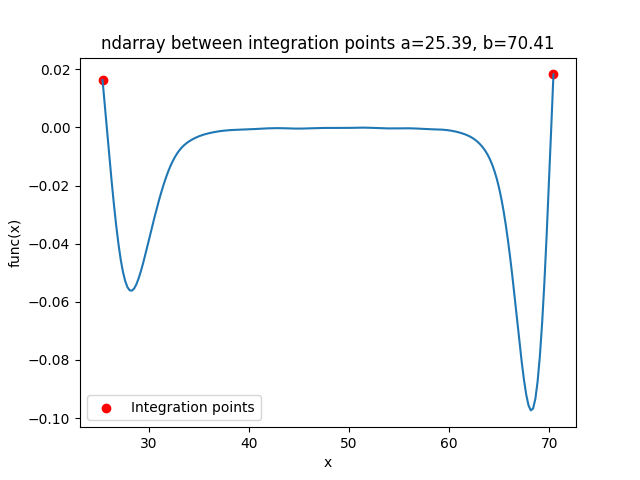 ndarray between integration points a=25.39, b=70.41
0.02
0.00
−0.02
−0.04
−0.06
−0.08
−0.10
func(x)
Integration points
30 40 50 60 70
x